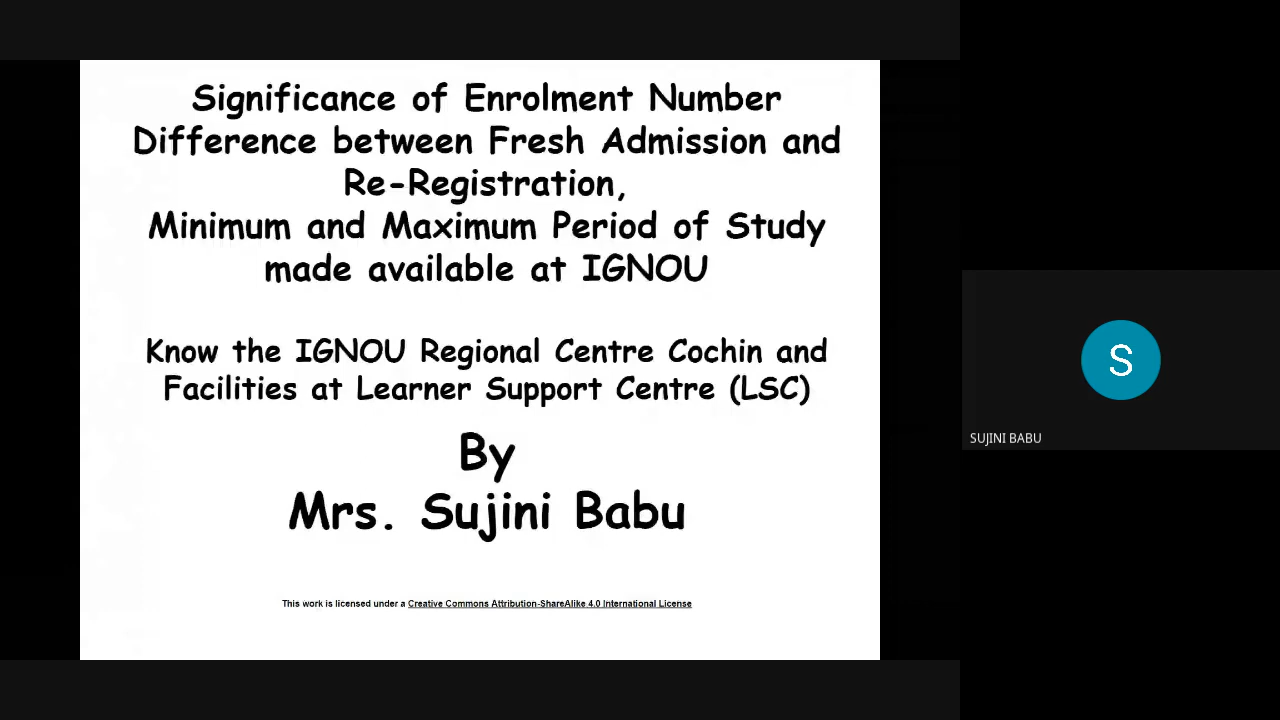 Significance of Enrolment Number
Difference between Fresh Admission and
Re-Registration,
Minimum and Maximum Period of Study
made available at IGNOU
Know the IGNOU Regional Centre Cochin and
Facilities at Learner Support Centre (LSC)
By
Mrs. Sujini Babu
This work is licensed under a Creative Commons Attribution-ShareAlike 4.0 International License
S
SUJINI BABU